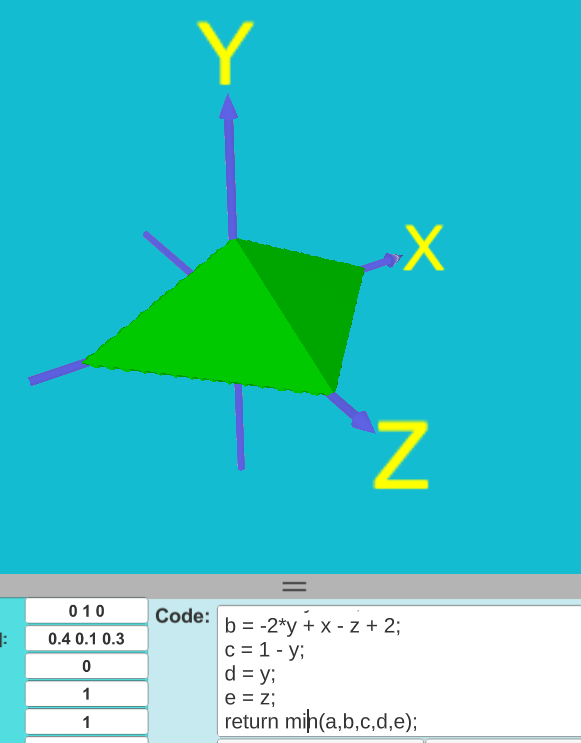 Y
X
Z
0 1 0
]:
0.4 0.1 0.3
0
1
1
Code:
b = -2*y + x - z + 2;
c = 1 - y;
d = y;
e = z;
return min(a,b,c,d,e);